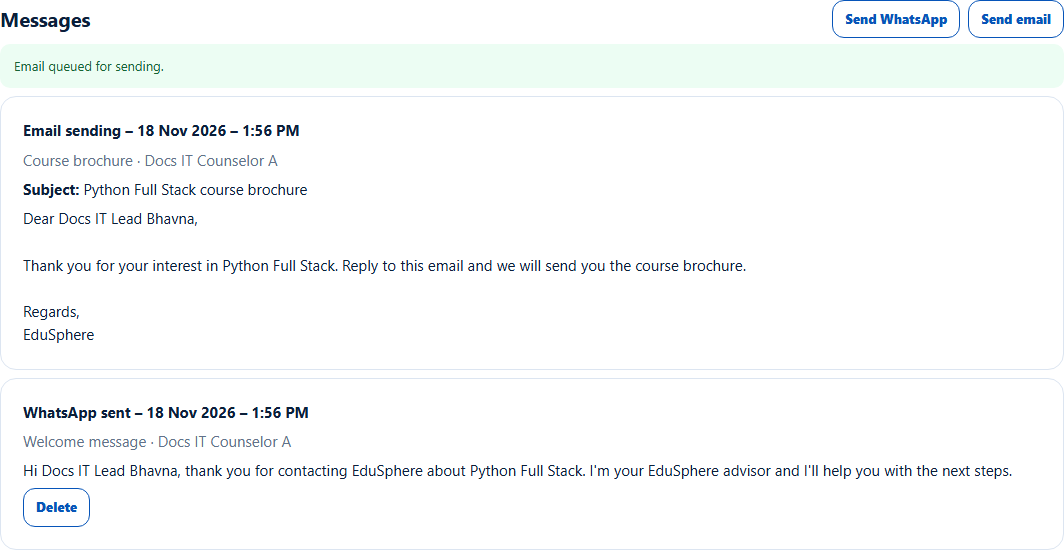 Messages
Send WhatsApp
Send email
Email queued for sending.
Email sending – 18 Nov 2026 – 1:56 PM
Course brochure · Docs IT Counselor A
Subject: Python Full Stack course brochure
Dear Docs IT Lead Bhavna,
Thank you for your interest in Python Full Stack. Reply to this email and we will send you the course brochure.
Regards,
EduSphere
WhatsApp sent – 18 Nov 2026 – 1:56 PM
Welcome message · Docs IT Counselor A
Hi Docs IT Lead Bhavna, thank you for contacting EduSphere about Python Full Stack. I'm your EduSphere advisor and I'll help you with the next steps.
Delete